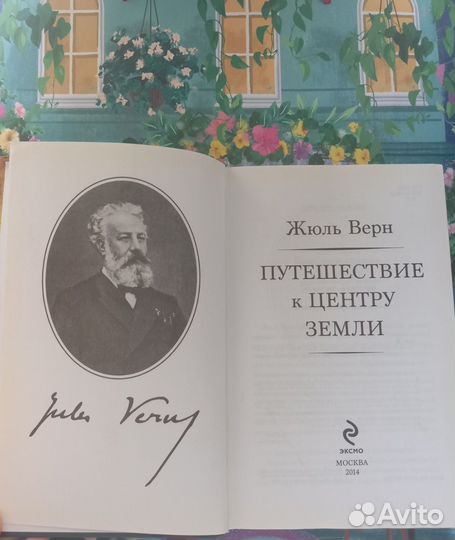 Jules Verne
Жюль Верн
ПУТЕШЕСТВИЕ
к ЦЕНТРУ
ЗЕМЛИ
ЭКСМО
МОСКВА
2014
Avito